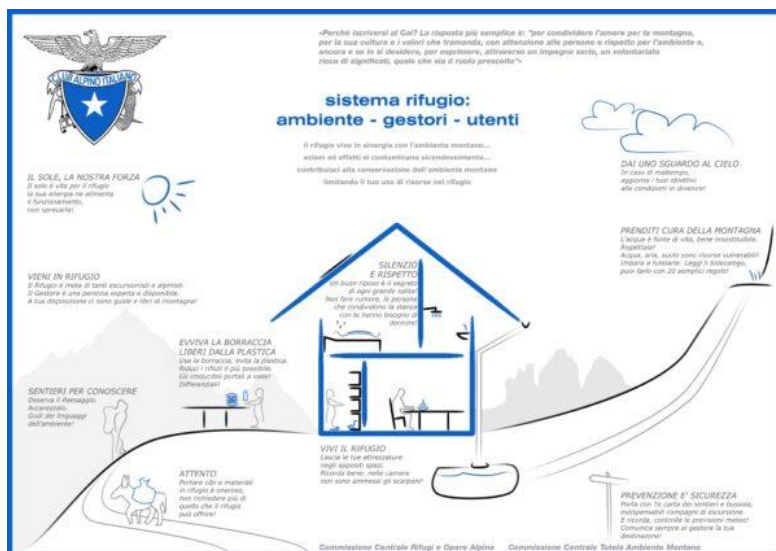 «Perché iscriversi al Cai? La risposta più semplice è: "per condividere l'amore per la montagna,
per la sua cultura e i valori che tramanda, con attenzione alle persone e rispetto per l'ambiente e,
ancora e se lo si desidera, per esprimere, attraverso un impegno serio, un volontariato
ricco di significati, quale che sia il ruolo prescelto"»
CLUB ALPINO ITALIANO
sistema rifugio:
ambiente - gestori - utenti
il rifugio vive in sinergia con l'ambiente montano...
azioni ed effetti si contaminano vicendevolmente...
contribuisci alla conservazione dell'ambiente montano
limitando il tuo uso di risorse nel rifugio
DAI UNO SGUARDO AL CIELO
In caso di maltempo,
aggiorna i tuoi obiettivi
alle condizioni in divenire!
IL SOLE, LA NOSTRA FORZA
Il sole è vita per il rifugio
la sua energia ne alimenta
il funzionamento,
non sprecarla!
PRENDITI CURA DELLA MONTAGNA
L'acqua è fonte di vita, bene insostituibile.
Rispettala!
Acqua, aria, suolo sono risorse vulnerabili!
Impara a tutelarle: Leggi il bidecalogo,
puoi farlo con 20 semplici regole!
VIENI IN RIFUGIO
Il Rifugio è meta di tanti escursionisti e alpinisti.
Il Gestore è una persona esperta e disponibile.
A tua disposizione ci sono guide e libri di montagna!
SILENZIO
E RISPETTO
Un buon riposo è il segreto
di ogni grande salita!
Non fare rumore, le persone
che condividono la stanza
con te hanno bisogno di
dormire!
EVVIVA LA BORRACCIA
LIBERI DALLA PLASTICA
Usa la borraccia, evita la plastica.
Riduci i rifiuti il più possibile.
Gli irriducibili portali a valle!
Differenziali!
SENTIERI PER CONOSCERE
Osserva il Paesaggio.
Accarezzalo.
Godi dei linguaggi
dell'ambiente!
VIVI IL RIFUGIO
Lascia le tue attrezzature
negli appositi spazi.
Ricorda bene: nelle camere
non sono ammessi gli scarponi!
ATTENTO
Portare cibi e materiali
in rifugio è oneroso,
non richiedere più di
quello che il rifugio
può offrire!
PREVENZIONE E' SICUREZZA
Porta con Te carta dei sentieri e bussola,
indispensabili compagni di escursione.
E ricorda, controlla le previsioni meteo!
Comunica sempre al gestore la tua
destinazione!
Commissione Centrale Rifugi e Opere Alpine
Commissione Centrale Tutela Ambiente Montano